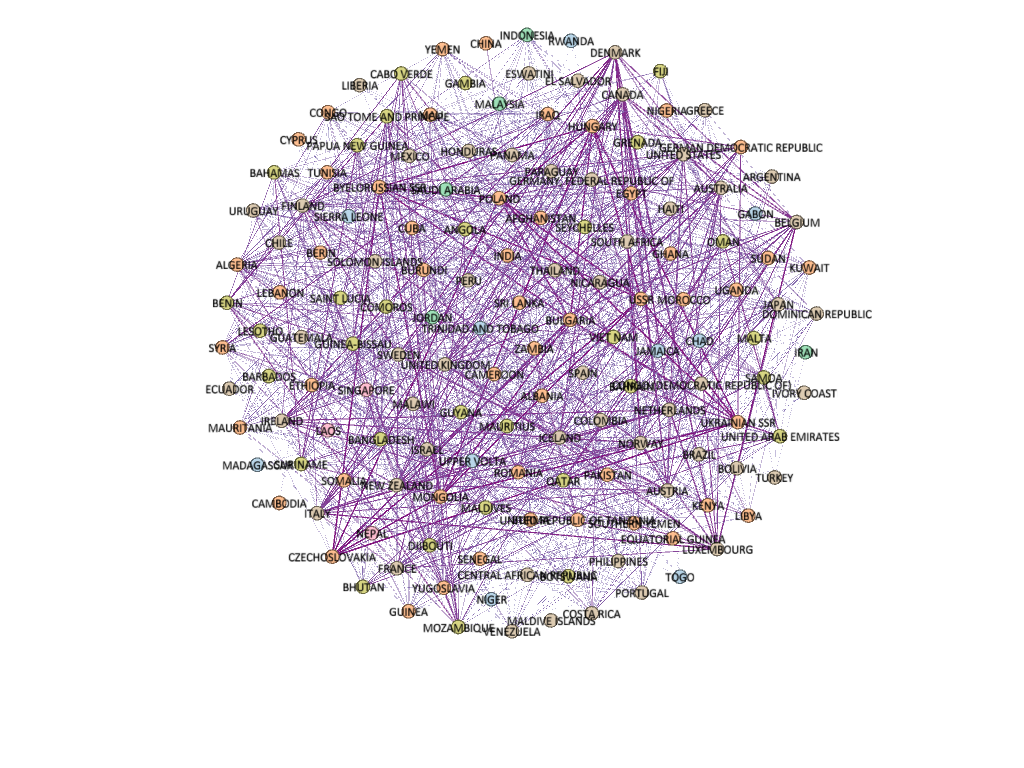 INDONESIA
RWANDA
CHINA
YEMEN
DENMARK
CABO VERDE
ESWATINI
FIJI
LIBERIA
GAMBIA
EL SALVADOR
CANADA
MALAYSIA
CONGO
SAO TOME AND PRINCIPE
IRAQ
NIGERIA
GREECE
HUNGARY
CYPRUS
PAPUA NEW GUINEA
GRENADA
GERMAN DEMOCRATIC REPUBLIC
MEXICO
HONDURAS
PANAMA
UNITED STATES
BAHAMAS
TUNISIA
PARAGUAY
ARGENTINA
BYELORUSSIAN SSR
SAUDI ARABIA
GERMANY, FEDERAL REPUBLIC OF
AUSTRALIA
POLAND
EGYPT
URUGUAY
FINLAND
SIERRA LEONE
HAITI
GABON
AFGHANISTAN
BELGIUM
CUBA
ANGOLA
SEYCHELLES
CHILE
SOUTH AFRICA
OMAN
BERIN
INDIA
GHANA
ALGERIA
SOLOMON ISLANDS
BURUNDI
THAILAND
SUDAN
KUWAIT
PERU
NICARAGUA
LEBANON
SAINT LUCIA
UGANDA
BENIN
COMOROS
SRI LANKA
USSR
MOROCCO
JAPAN
JORDAN
BULGARIA
DOMINICAN REPUBLIC
LESOTHO
GUATEMALA
TRINIDAD AND TOBAGO
GUINEA-BISSAU
VIET NAM
CHAD
MALTA
SYRIA
SWEDEN
ZAMBIA
JAMAICA
IRAN
UNITED KINGDOM
BARBADOS
CAMEROON
SPAIN
SAMOA
ECUADOR
ETHIOPIA
SINGAPORE
BAHRAIN
IVORY COAST
ALBANIA
MALAWI
GUYANA
NETHERLANDS
IRELAND
COLOMBIA
UKRAINIAN SSR
MAURITANIA
LAOS
MAURITIUS
BANGLADESH
ICELAND
NORWAY
UNITED ARAB EMIRATES
ISRAEL
BRAZIL
MADAGASCAR
SURINAME
UPPER VOLTA
BOLIVIA
SOMALIA
NEW ZEALAND
ROMANIA
QATAR
PAKISTAN
TURKEY
AUSTRIA
CAMBODIA
MONGOLIA
ITALY
MALDIVES
KENYA
LIBYA
UNITED REPUBLIC OF TANZANIA
SOUTHERN YEMEN
NEPAL
EQUATORIAL GUINEA
DJIBOUTI
LUXEMBOURG
CZECHOSLOVAKIA
SENEGAL
PHILIPPINES
FRANCE
CENTRAL AFRICAN REPUBLIC
BOTSWANA
TOGO
BHUTAN
YUGOSLAVIA
PORTUGAL
NIGER
GUINEA
COSTA RICA
MALDIVE ISLANDS
MOZAMBIQUE
VENEZUELA